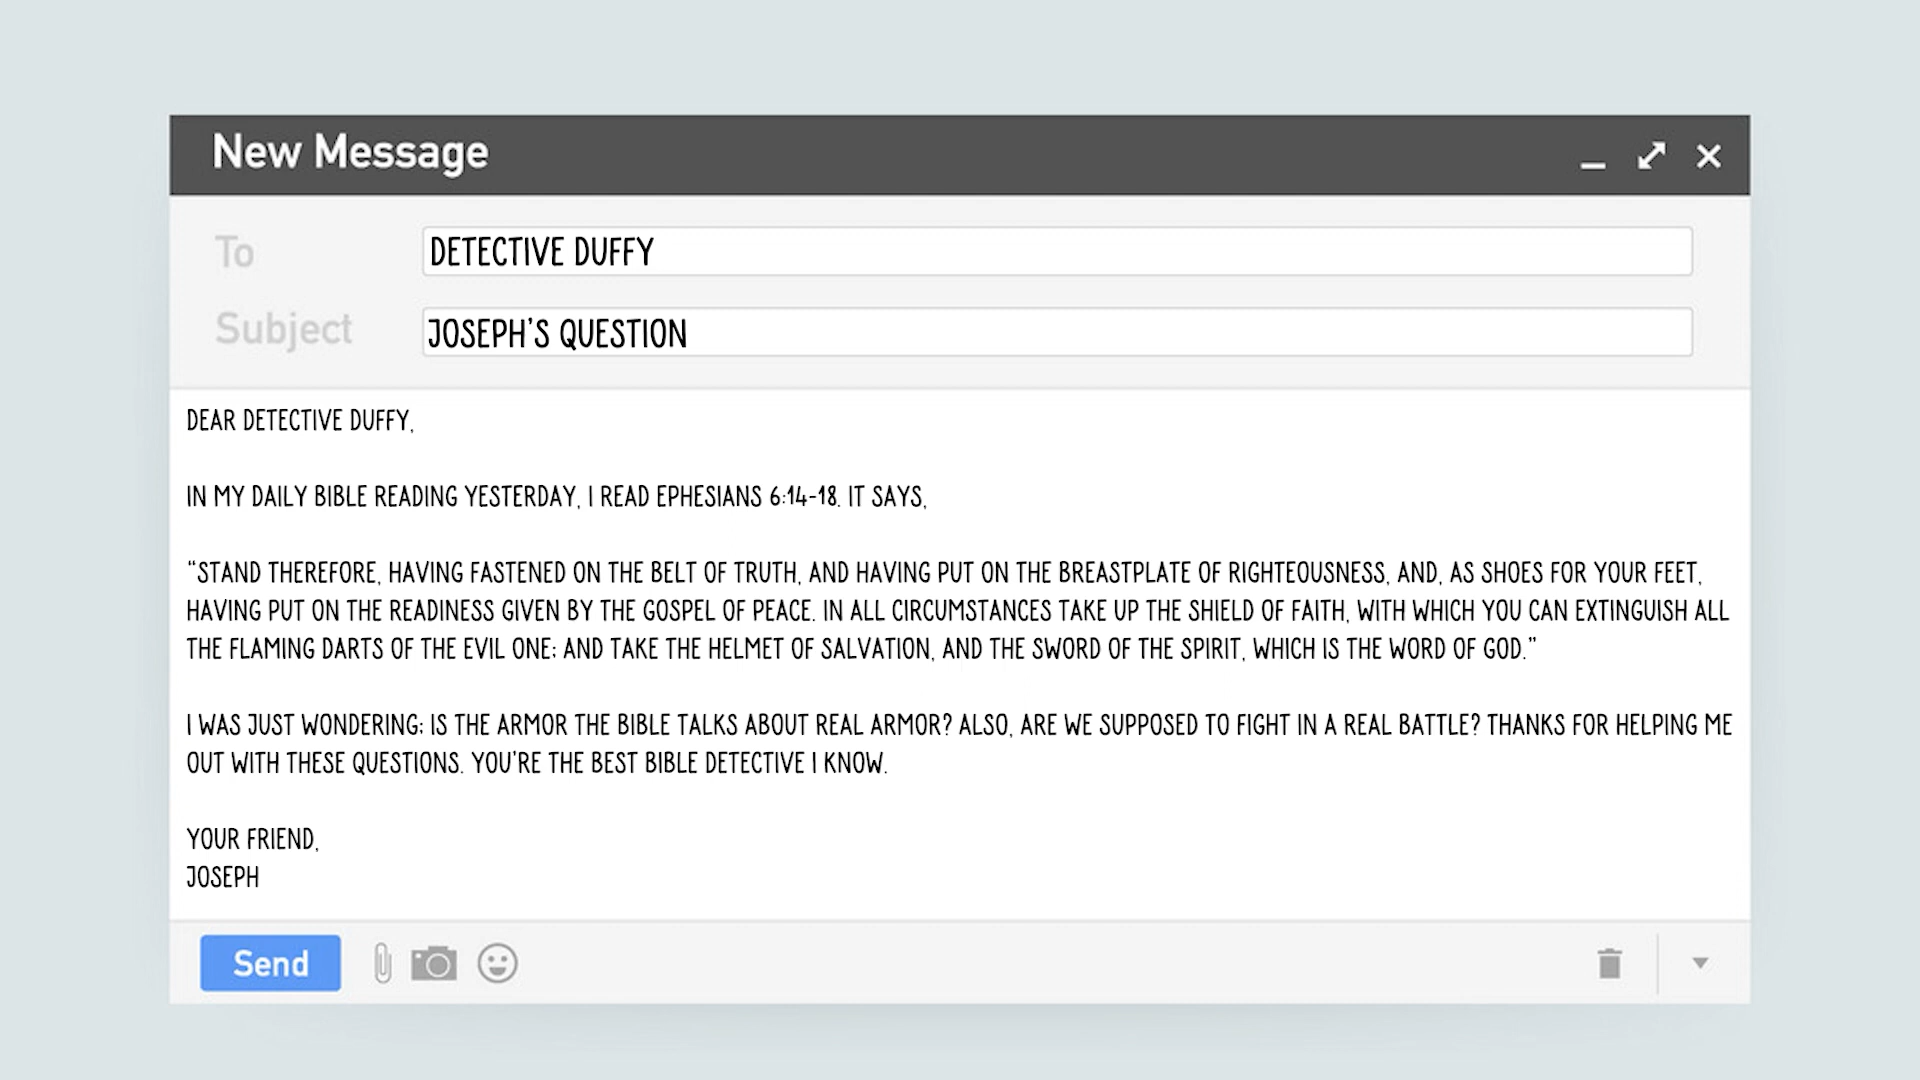 New Message
To DETECTIVE DUFFY
Subject JOSEPH'S QUESTION
DEAR DETECTIVE DUFFY,
IN MY DAILY BIBLE READING YESTERDAY, I READ EPHESIANS 6:14-18. IT SAYS,
"STAND THEREFORE, HAVING FASTENED ON THE BELT OF TRUTH, AND HAVING PUT ON THE BREASTPLATE OF RIGHTEOUSNESS, AND, AS SHOES FOR YOUR FEET,
HAVING PUT ON THE READINESS GIVEN BY THE GOSPEL OF PEACE. IN ALL CIRCUMSTANCES TAKE UP THE SHIELD OF FAITH, WITH WHICH YOU CAN EXTINGUISH ALL
THE FLAMING DARTS OF THE EVIL ONE; AND TAKE THE HELMET OF SALVATION, AND THE SWORD OF THE SPIRIT, WHICH IS THE WORD OF GOD."
I WAS JUST WONDERING; IS THE ARMOR THE BIBLE TALKS ABOUT REAL ARMOR? ALSO, ARE WE SUPPOSED TO FIGHT IN A REAL BATTLE? THANKS FOR HELPING ME
OUT WITH THESE QUESTIONS. YOU'RE THE BEST BIBLE DETECTIVE I KNOW.
YOUR FRIEND,
JOSEPH
Send